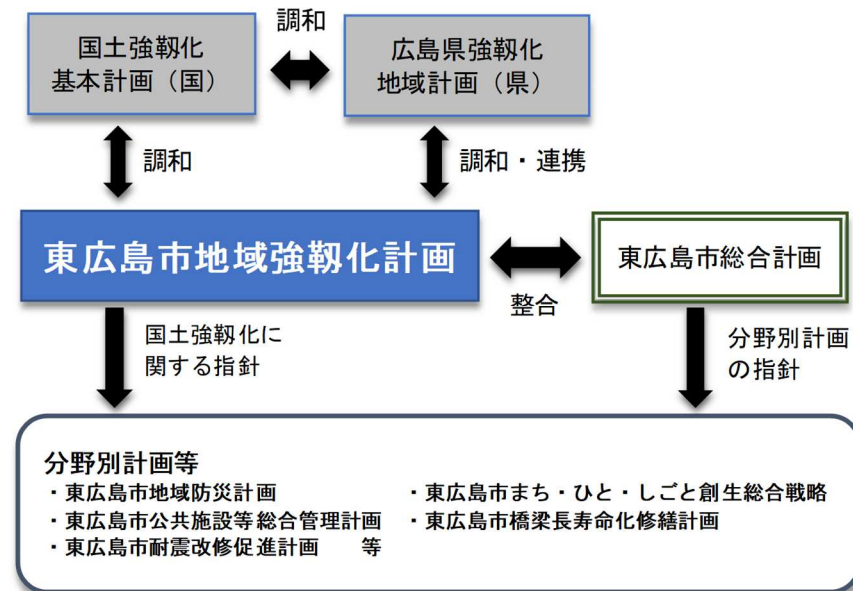 調和
国土強靱化
基本計画（国）
広島県強靱化
地域計画（県）
調和
調和・連携
東広島市地域強靱化計画
東広島市総合計画
整合
国土強靱化に
関する指針
分野別計画
の指針
分野別計画等
・東広島市地域防災計画
・東広島市まち・ひと・しごと創生総合戦略
・東広島市公共施設等総合管理計画
・東広島市橋梁長寿命化修繕計画
・東広島市耐震改修促進計画　等